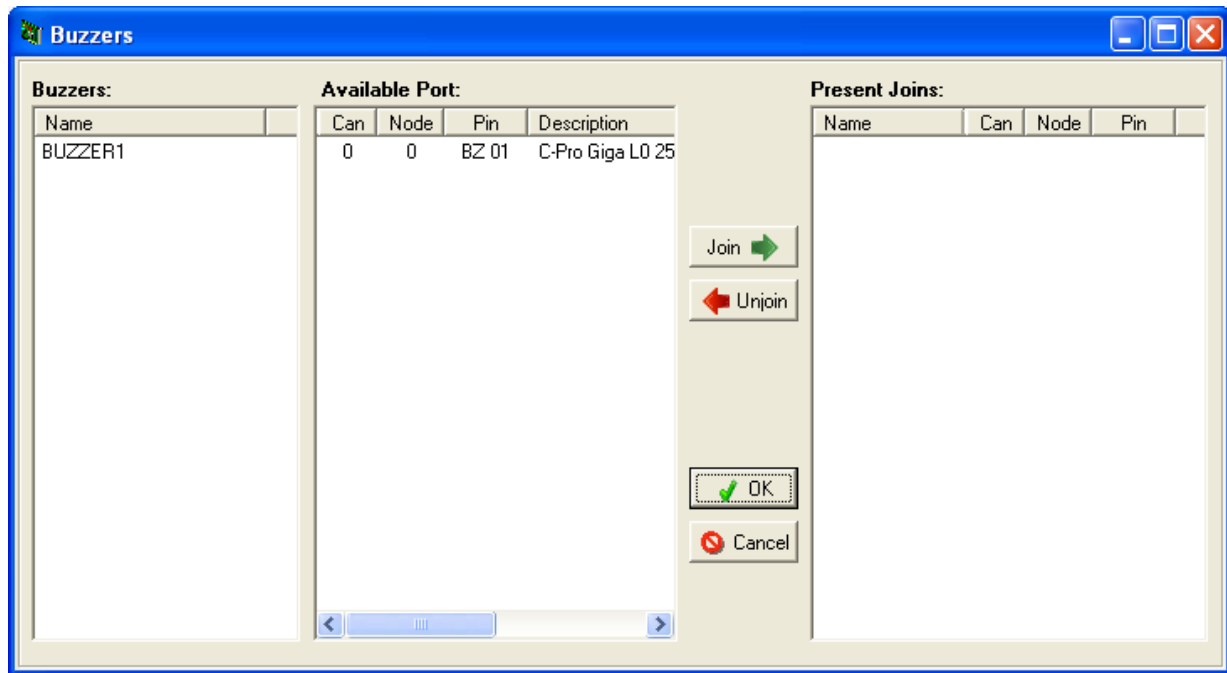 Buzzers
Buzzers:
Available Port:
Present Joins:
Name
Can Node Pin Description
Name Can Node Pin
BUZZER1
0 0 BZ 01 C-Pro Giga L0 25
Join
Unjoin
OK
Cancel